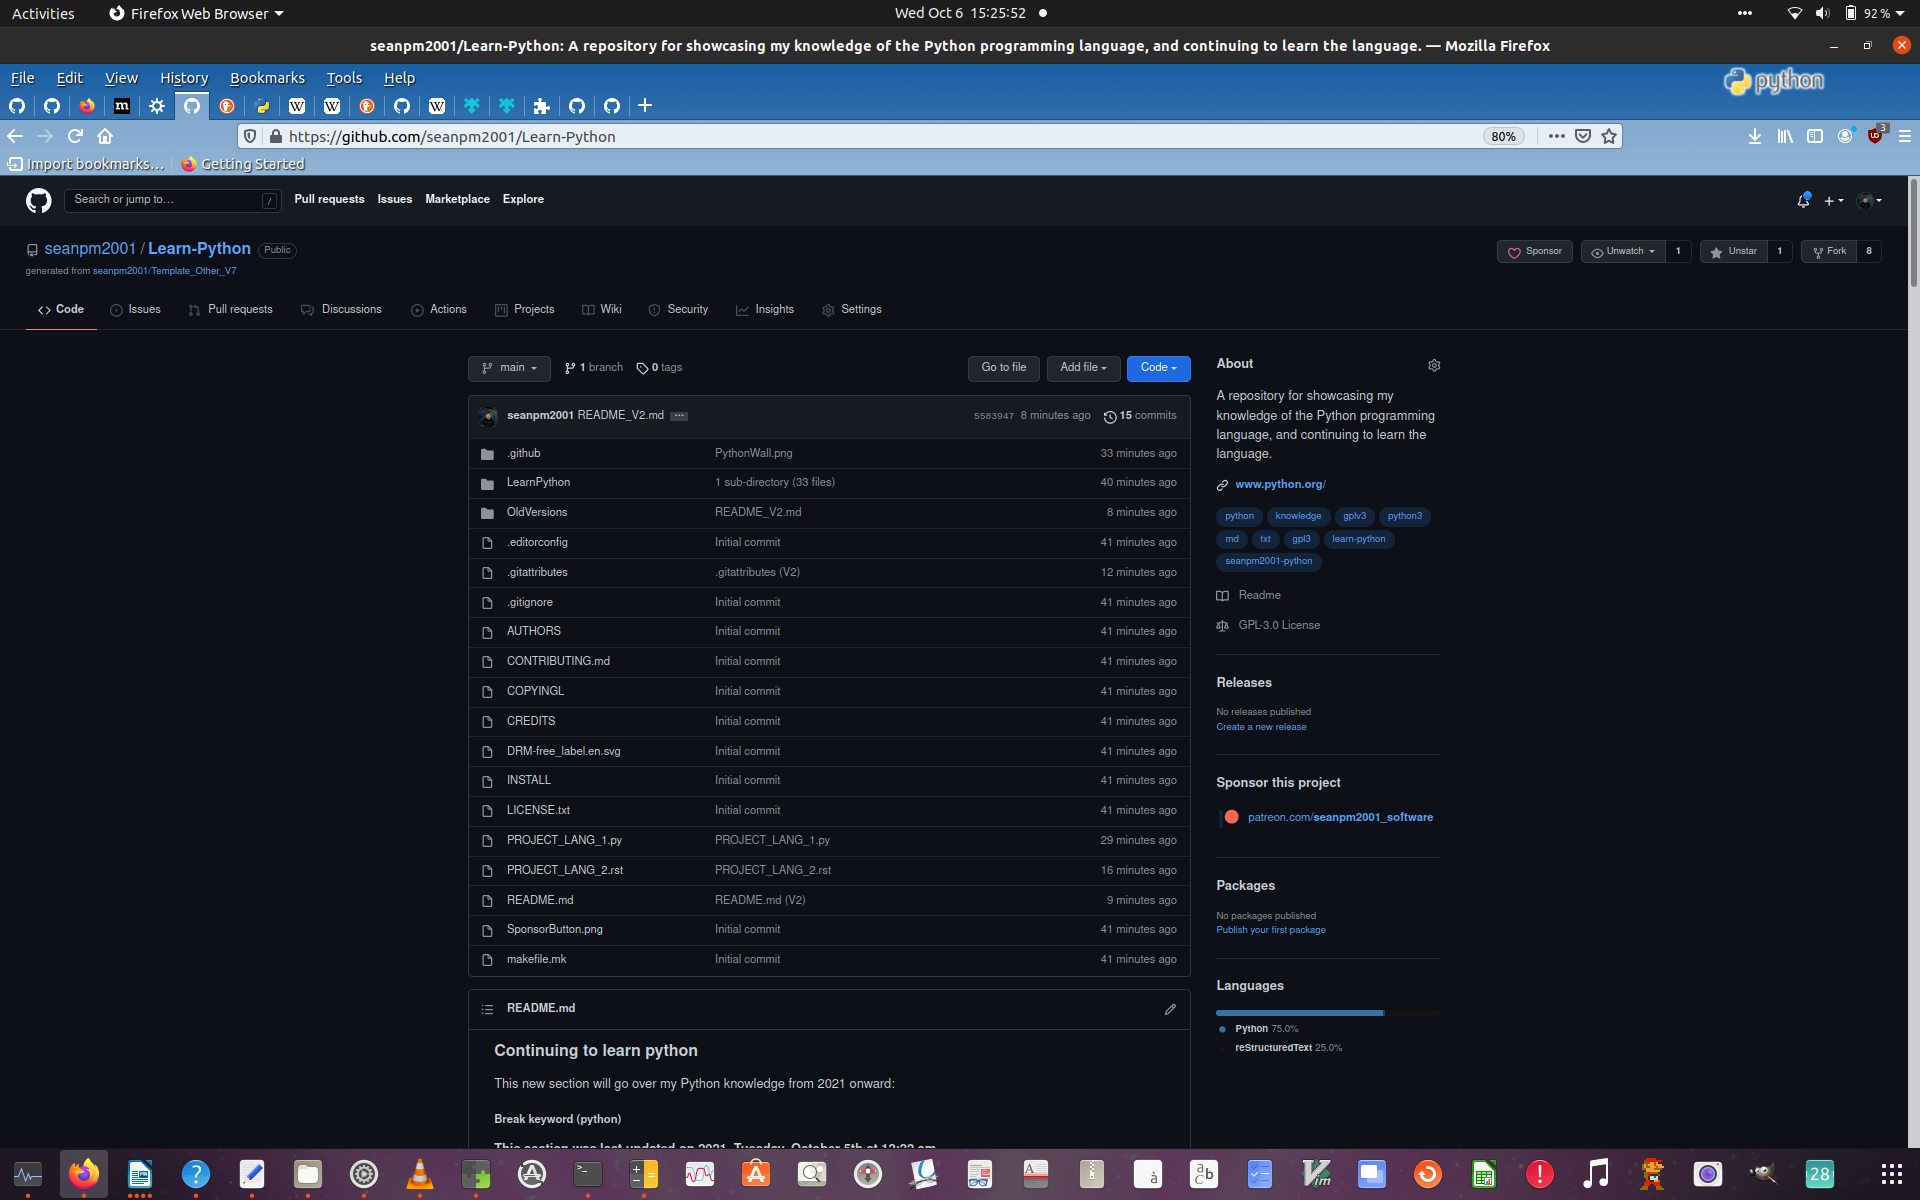 Activities
Firefox Web Browser
Wed Oct 6 15:25:52
92 %
seanpm2001/Learn-Python: A repository for showcasing my knowledge of the Python programming language, and continuing to learn the language. — Mozilla Firefox
File Edit View History Bookmarks Tools Help
python
https://github.com/seanpm2001/Learn-Python
80%
3
Import bookmarks...
Getting Started
Search or jump to...
/
Pull requests
Issues
Marketplace
Explore
seanpm2001 / Learn-Python
Public
generated from seanpm2001/Template_Other_V7
Sponsor
Unwatch 1
Unstar 1
Fork 8
Code
Issues
Pull requests
Discussions
Actions
Projects
Wiki
Security
Insights
Settings
main
1 branch
0 tags
Go to file
Add file
Code
seanpm2001 README_V2.md ...
5583947 8 minutes ago
15 commits
.github PythonWall.png 33 minutes ago
LearnPython 1 sub-directory (33 files) 40 minutes ago
OldVersions README_V2.md 8 minutes ago
.editorconfig Initial commit 41 minutes ago
.gitattributes .gitattributes (V2) 12 minutes ago
.gitignore Initial commit 41 minutes ago
AUTHORS Initial commit 41 minutes ago
CONTRIBUTING.md Initial commit 41 minutes ago
COPYINGL Initial commit 41 minutes ago
CREDITS Initial commit 41 minutes ago
DRM-free_label.en.svg Initial commit 41 minutes ago
INSTALL Initial commit 41 minutes ago
LICENSE.txt Initial commit 41 minutes ago
PROJECT_LANG_1.py PROJECT_LANG_1.py 29 minutes ago
PROJECT_LANG_2.rst PROJECT_LANG_2.rst 16 minutes ago
README.md README.md (V2) 9 minutes ago
SponsorButton.png Initial commit 41 minutes ago
makefile.mk Initial commit 41 minutes ago
README.md
Continuing to learn python
This new section will go over my Python knowledge from 2021 onward:
Break keyword (python)
This section was last updated on 2021, Tuesday, October 5th at 12:22 am
About
A repository for showcasing my
knowledge of the Python programming
language, and continuing to learn the
language.
www.python.org/
python knowledge gplv3 python3
md txt gpl3 learn-python
seanpm2001-python
Readme
GPL-3.0 License
Releases
No releases published
Create a new release
Sponsor this project
patreon.com/seanpm2001_software
Packages
No packages published
Publish your first package
Languages
Python 75.0%
reStructuredText 25.0%
28